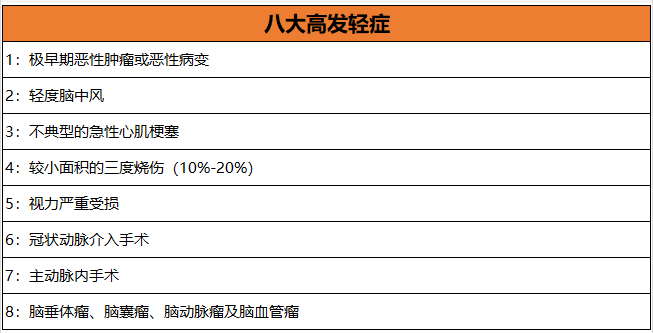 八大高发轻症
1：极早期恶性肿瘤或恶性病变
2：轻度脑中风
3：不典型的急性心肌梗塞
4：较小面积的三度烧伤（10%-20%）
5：视力严重受损
6：冠状动脉介入手术
7：主动脉内手术
8：脑垂体瘤、脑囊瘤、脑动脉瘤及脑血管瘤